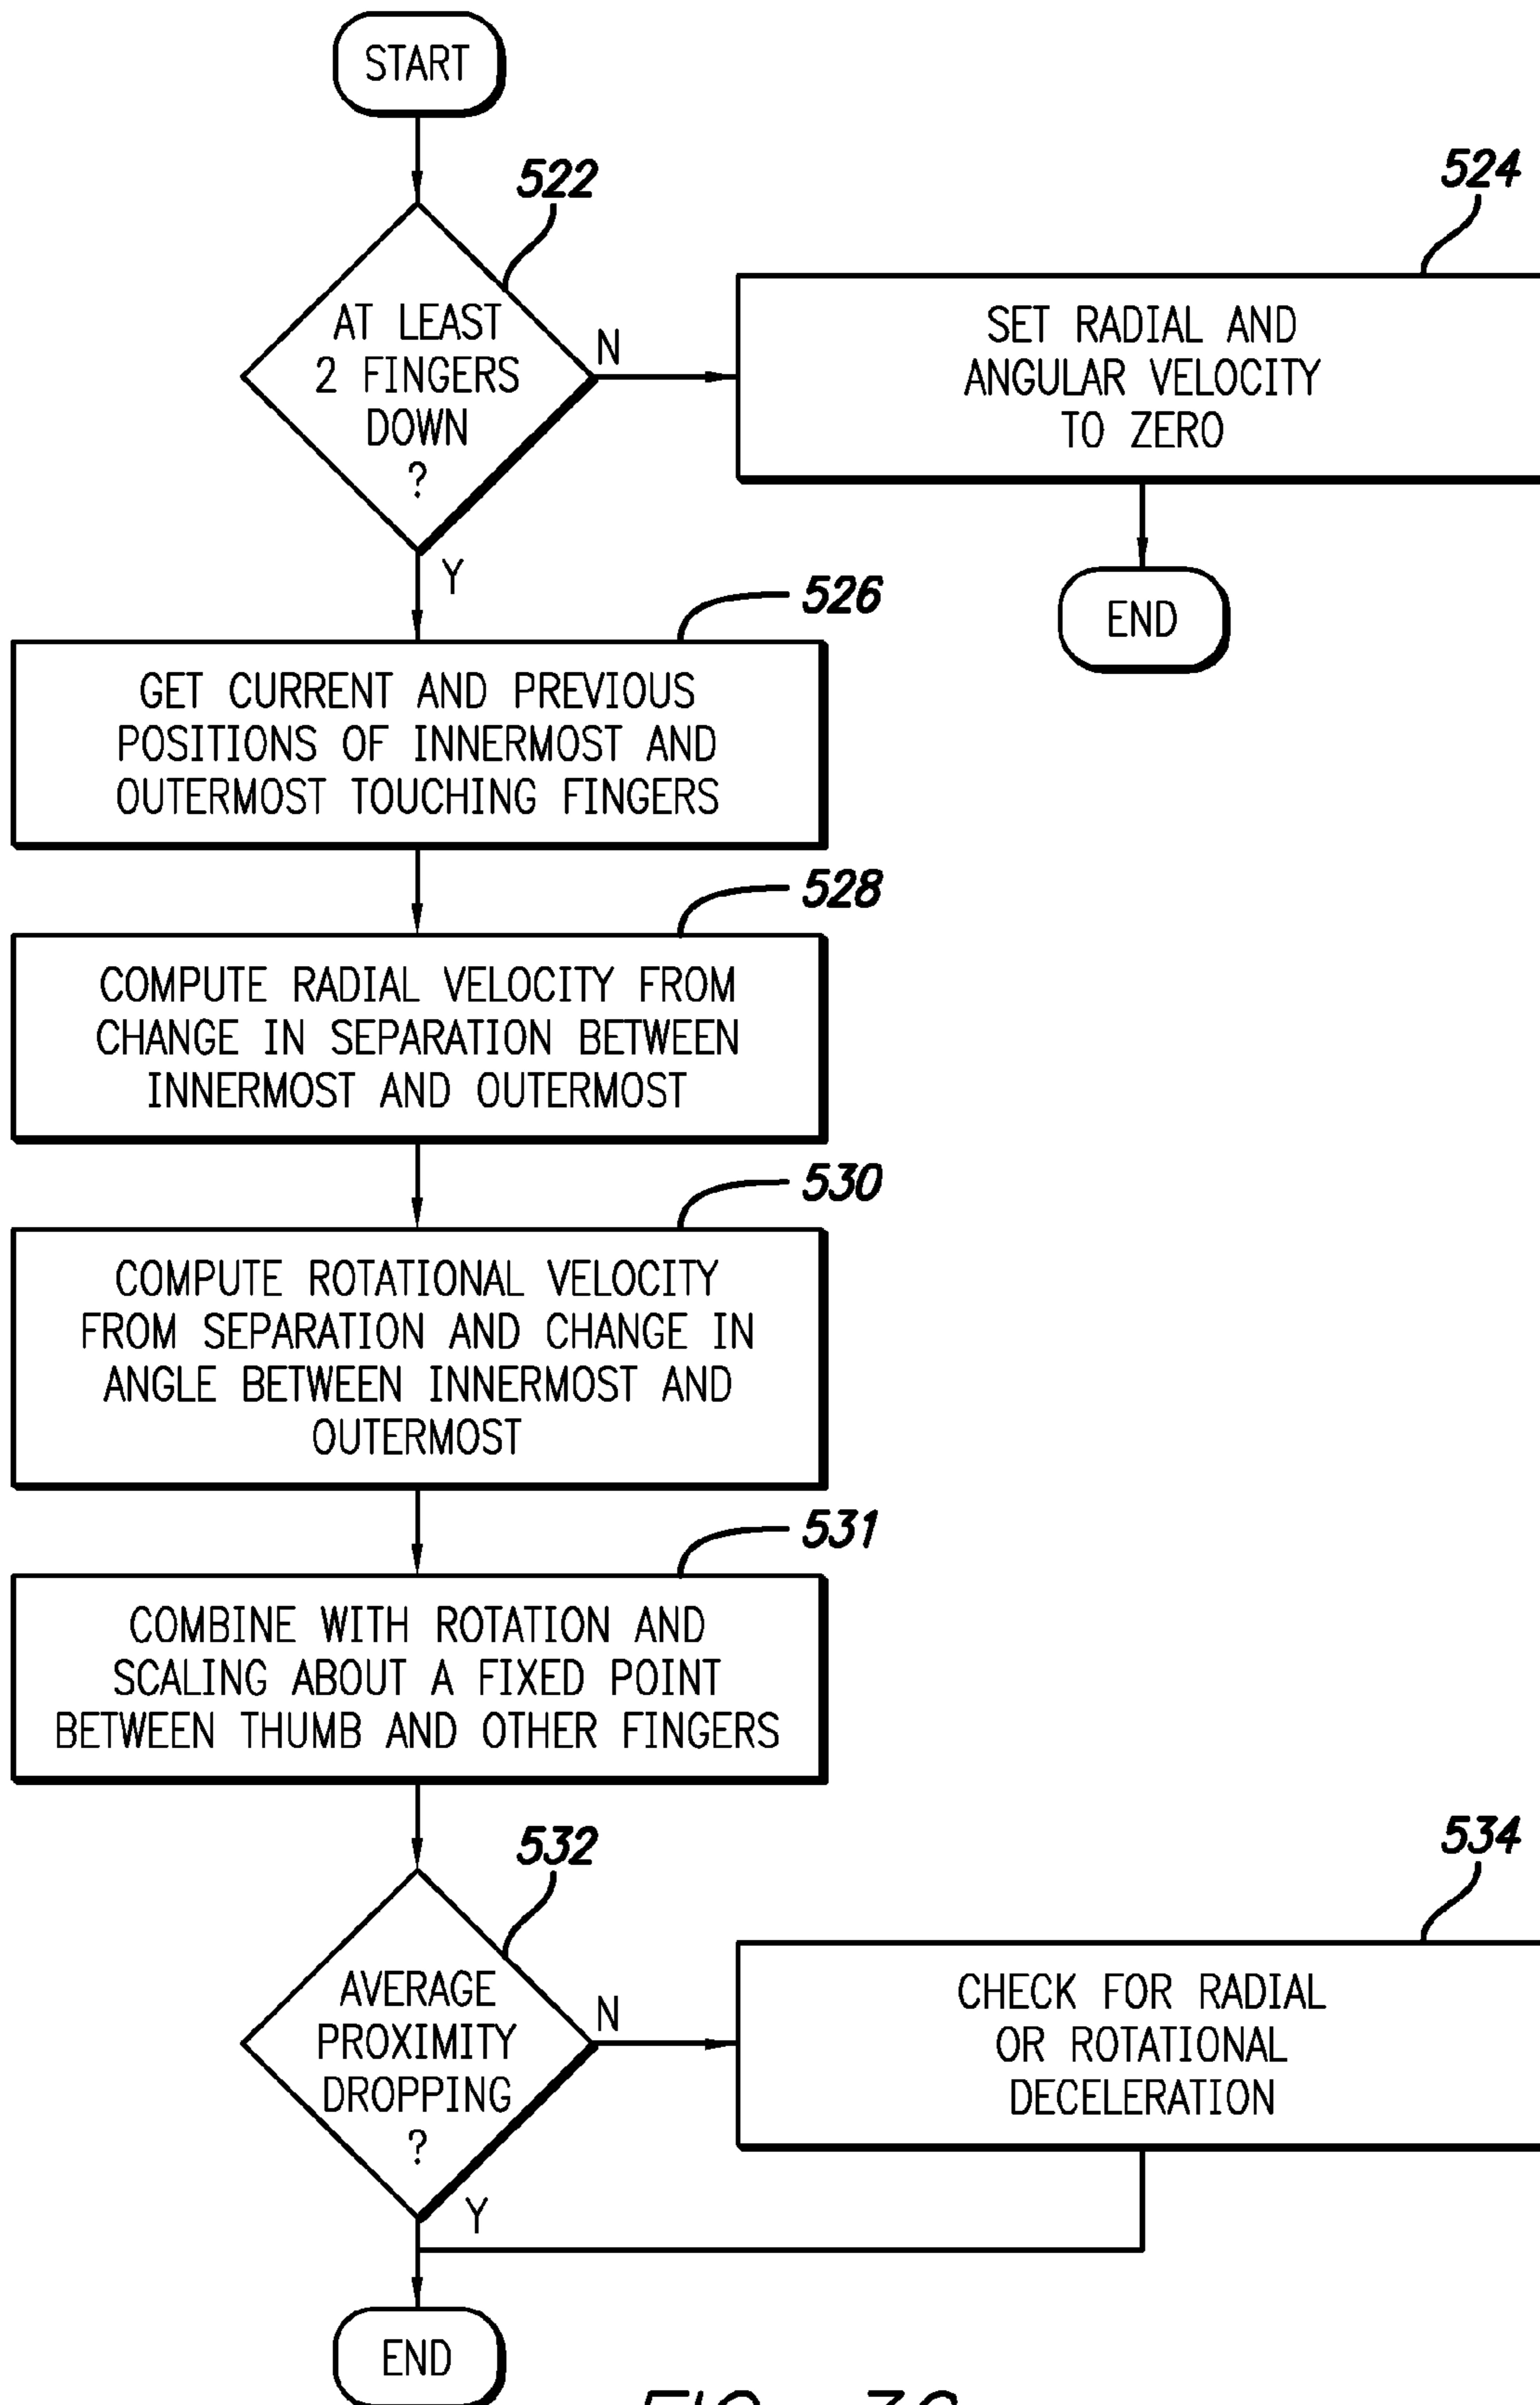 START
522
524
AT LEAST
2 FINGERS
DOWN
?
N
SET RADIAL AND
ANGULAR VELOCITY
TO ZERO
Y
END
526
GET CURRENT AND PREVIOUS
POSITIONS OF INNERMOST AND
OUTERMOST TOUCHING FINGERS
528
COMPUTE RADIAL VELOCITY FROM
CHANGE IN SEPARATION BETWEEN
INNERMOST AND OUTERMOST
530
COMPUTE ROTATIONAL VELOCITY
FROM SEPARATION AND CHANGE IN
ANGLE BETWEEN INNERMOST AND
OUTERMOST
531
COMBINE WITH ROTATION AND
SCALING ABOUT A FIXED POINT
BETWEEN THUMB AND OTHER FINGERS
532
534
AVERAGE
PROXIMITY
DROPPING
?
N
CHECK FOR RADIAL
OR ROTATIONAL
DECELERATION
Y
END